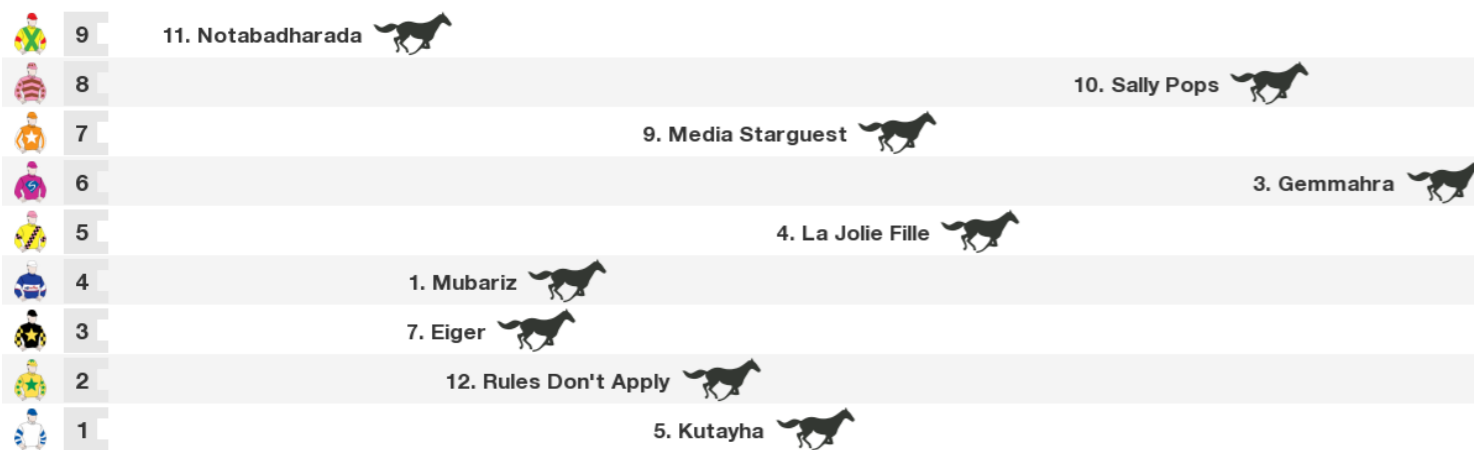 9 11. Notabadharada
8 10. Sally Pops
7 9. Media Starguest
6 3. Gemmahra
5 4. La Jolie Fille
4 1. Mubariz
3 7. Eiger
2 12. Rules Don't Apply
1 5. Kutayha